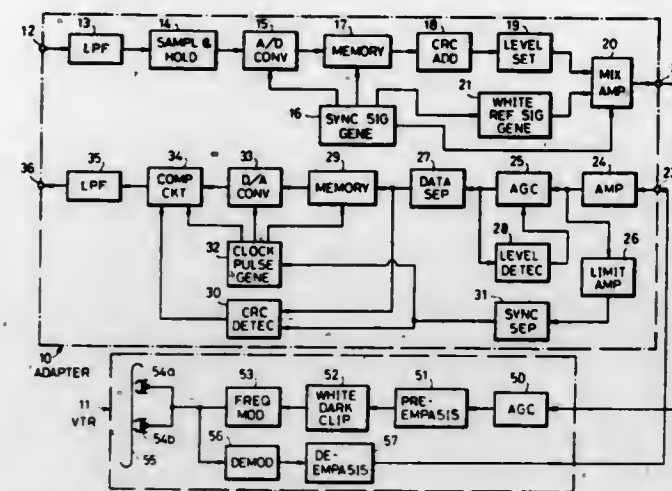 12
13
14
15
17
18
19
20
LPF
SAMPL &
HOLD
A/D
CONV
MEMORY
CRC
ADD
LEVEL
SET
MIX
AMP
21
16
SYNC SIG
GENE
WHITE
REF SIG
GENE
36
35
34
33
29
27
25
24
LPF
COMP
CKT
D/A
CONV
MEMORY
DATA
SEP
AGC
AMP
28
26
32
CLOCK
PULSE
GENE
LEVEL
DETEC
LIMIT
AMP
30
31
CRC
DETEC
SYNC
SEP
10
ADAPTER
54a
53
52
51
50
11
VTR
FREQ
MOD
WHITE
DARK
CLIP
PRE-
EMPASIS
AGC
54b
56
57
55
DEMOD
DE-
EMPASIS